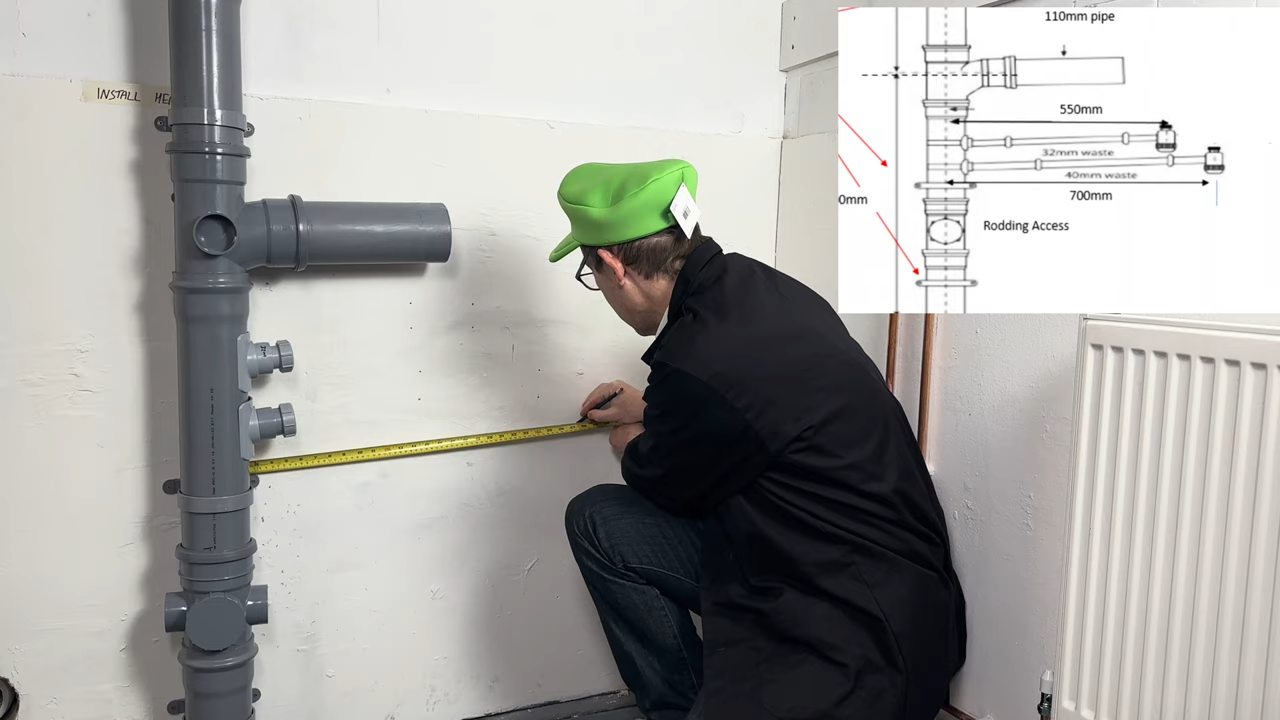 INSTALL HE
110mm pipe
550mm
32mm waste
40mm waste
700mm
0mm
Rodding Access